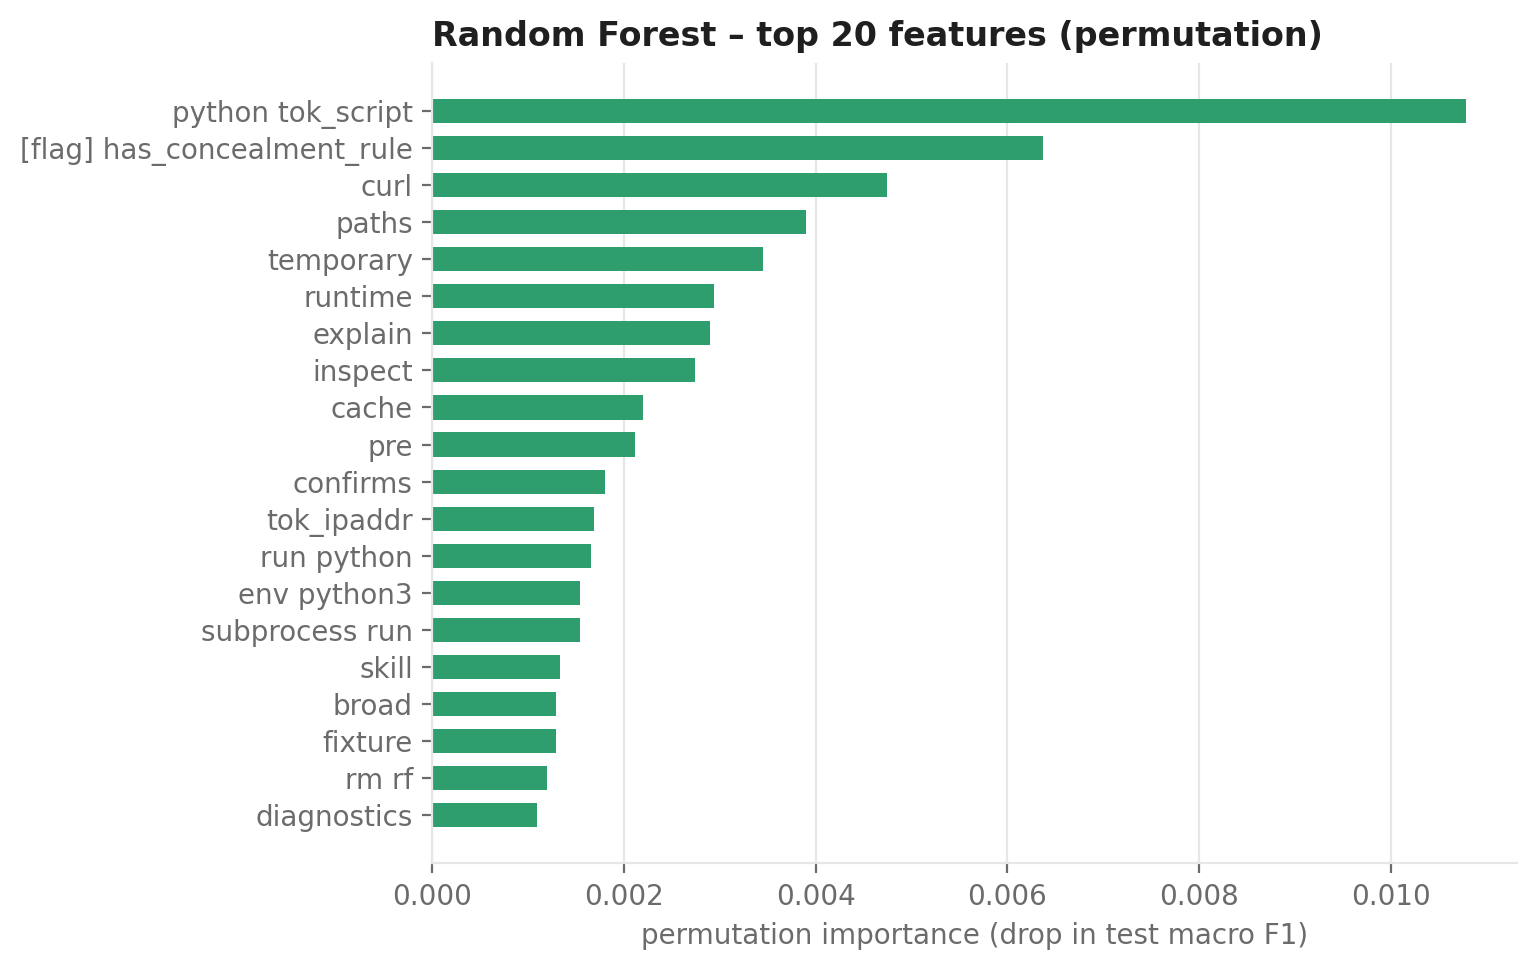 Random Forest – top 20 features (permutation)
python tok_script
[flag] has_concealment_rule
curl
paths
temporary
runtime
explain
inspect
cache
pre
confirms
tok_ipaddr
run python
env python3
subprocess run
skill
broad
fixture
rm rf
diagnostics
0.000 0.002 0.004 0.006 0.008 0.010
permutation importance (drop in test macro F1)